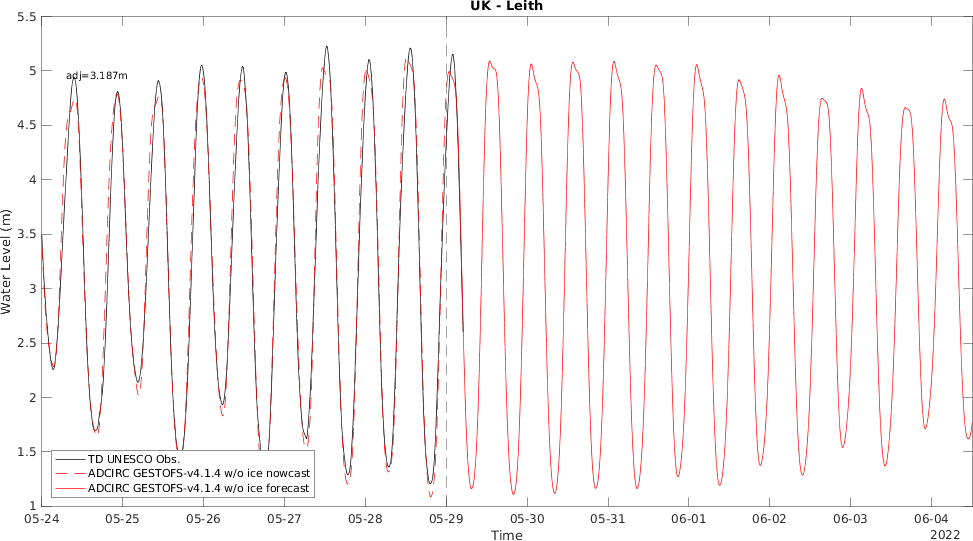 UK - Leith
5.5
5
4.5
4
3.5
3
2.5
2
1.5
1
Water Level (m)
adj=3.187m
TD UNESCO Obs.
ADCIRC GESTOFS-v4.1.4 w/o ice nowcast
ADCIRC GESTOFS-v4.1.4 w/o ice forecast
05-24 05-25 05-26 05-27 05-28 05-29 05-30 05-31 06-01 06-02 06-03 06-04
Time
2022